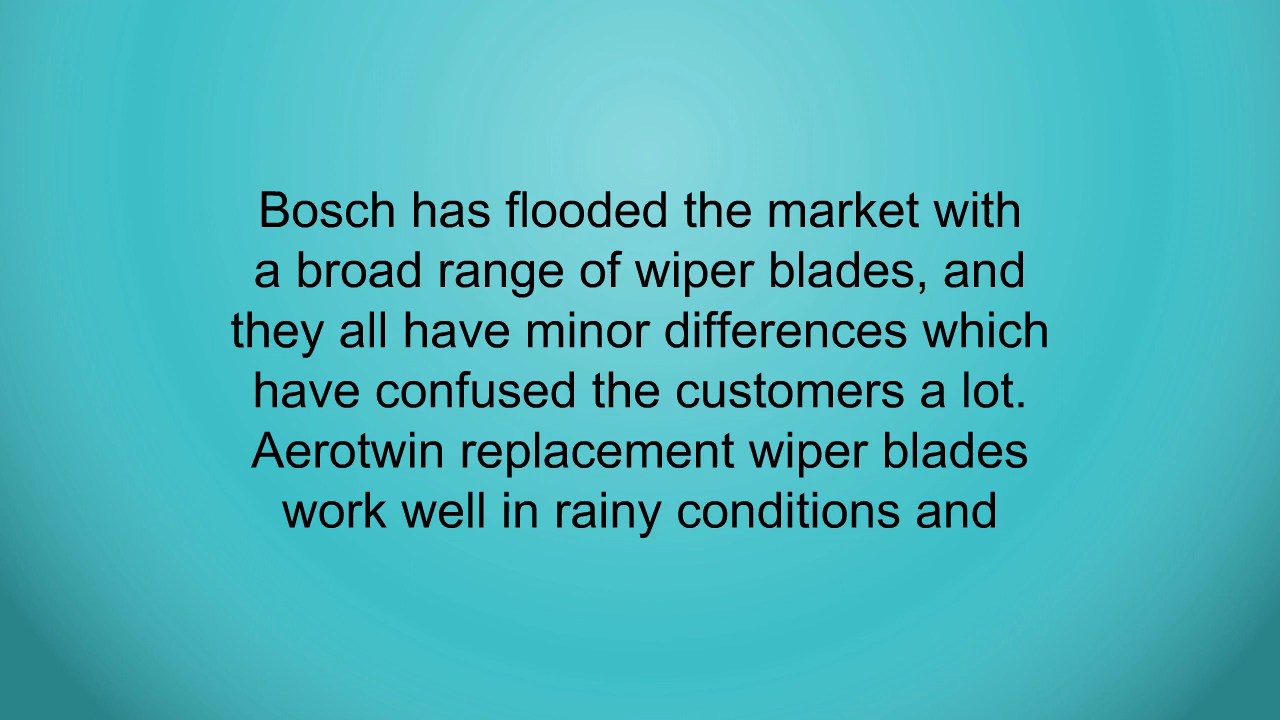 Bosch has flooded the market with
a broad range of wiper blades, and
they all have minor differences which
have confused the customers a lot.
Aerotwin replacement wiper blades
work well in rainy conditions and